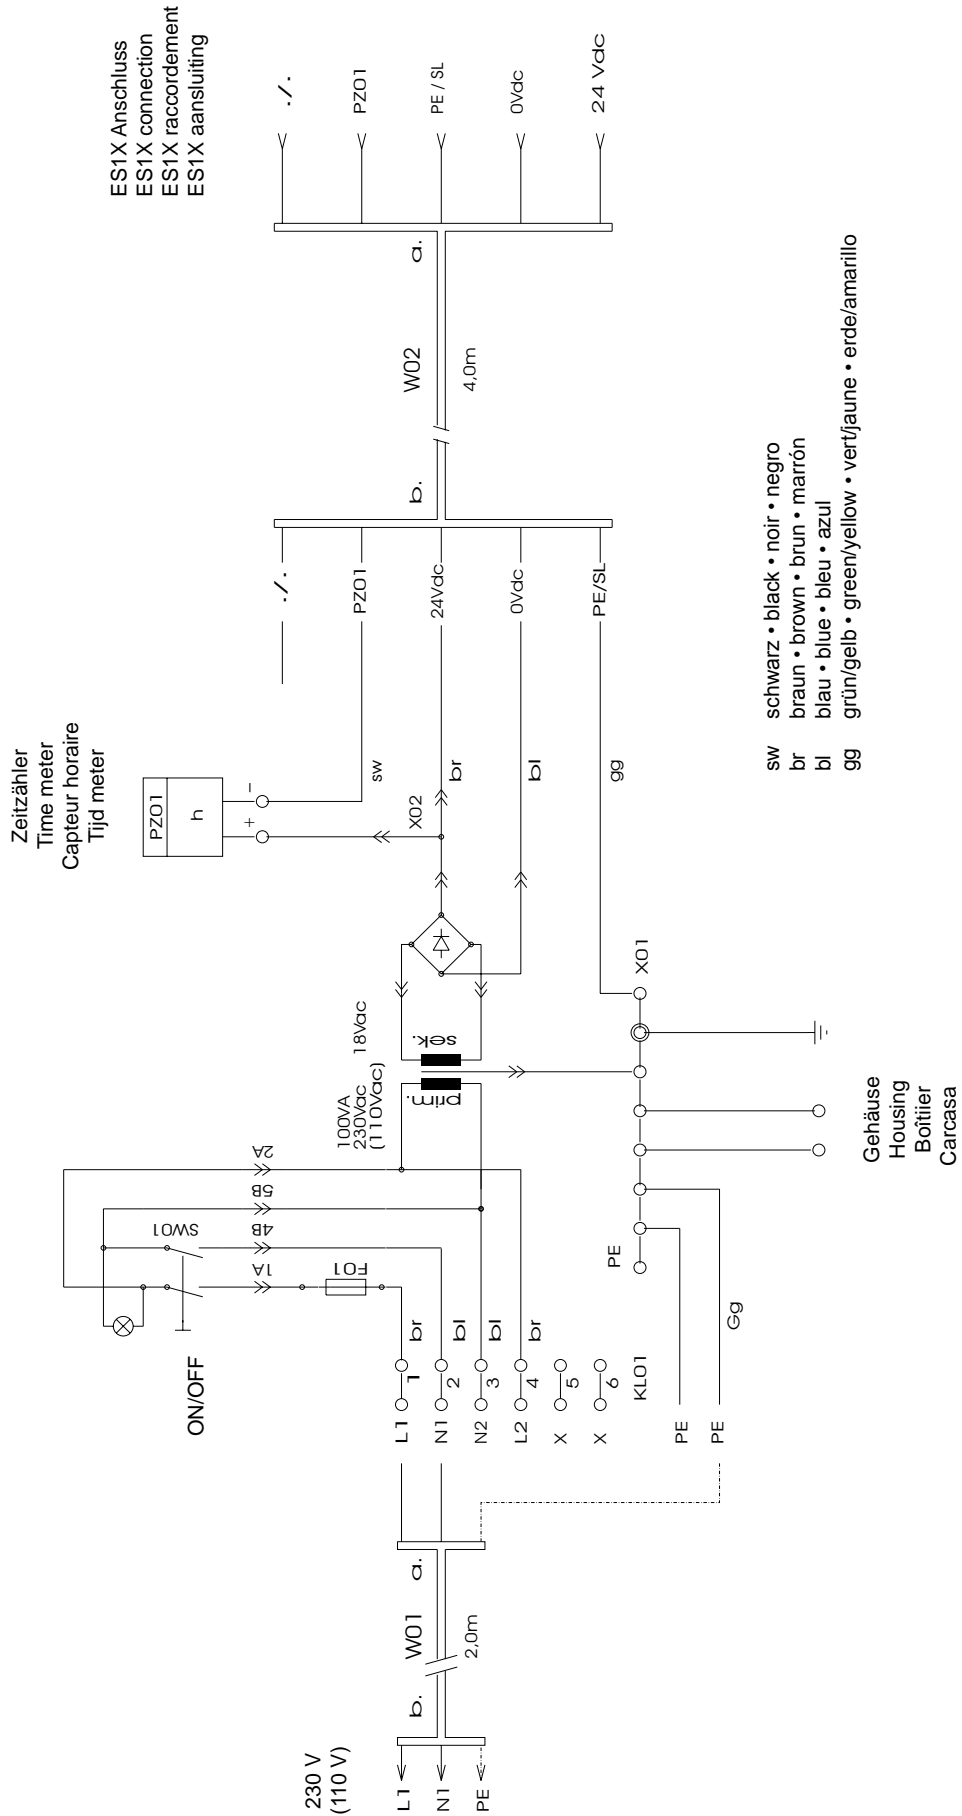 ES1X Anschluss
ES1X connection
ES1X raccordement
ES1X aansluiting
./.
PZ01
PE / SL
0Vdc
24 Vdc
a.
W02
4,0m
b.
./.
PZ01
24Vdc
0Vdc
PE/SL
Zeitzähler
Time meter
Capteur horaire
Tijd meter
PZ01
h
+
-
sw
X02
br
bl
gg
sw schwarz • black • noir • negro
br braun • brown • brun • marrón
bl blau • blue • bleu • azul
gg grün/gelb • green/yellow • vert/jaune • erde/amarillo
100VA
230Vac
(110Vac)
18Vac
prim.
sek.
X01
PE
Gehäuse
Housing
Boîtiier
Carcasa
2A
5B
4B
1A
SW01
F01
ON/OFF
br
bl
bl
br
L1 1
N1 2
N2 3
L2 4
X 5
X 6
KL01
PE
PE
Gg
a.
W01
2,0m
b.
230 V
(110 V)
L1
N1
PE